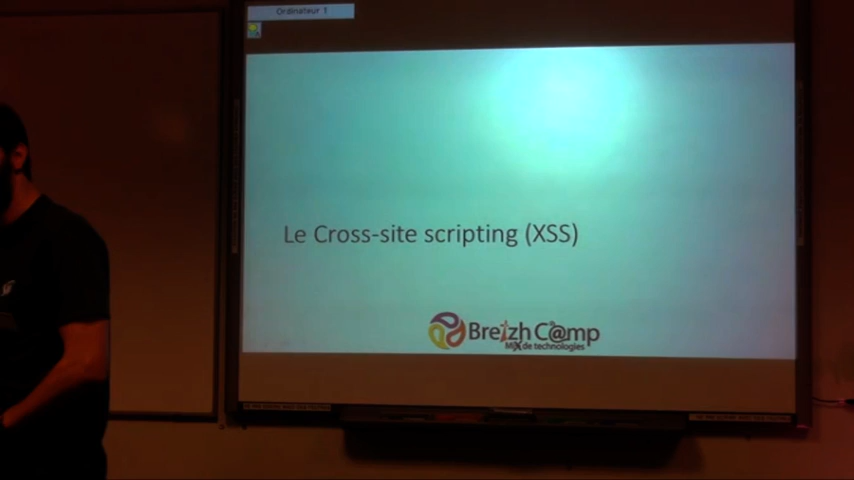 Ordinateur 1
Le Cross-site scripting (XSS)
Breizh C@mp
MiX de technologies